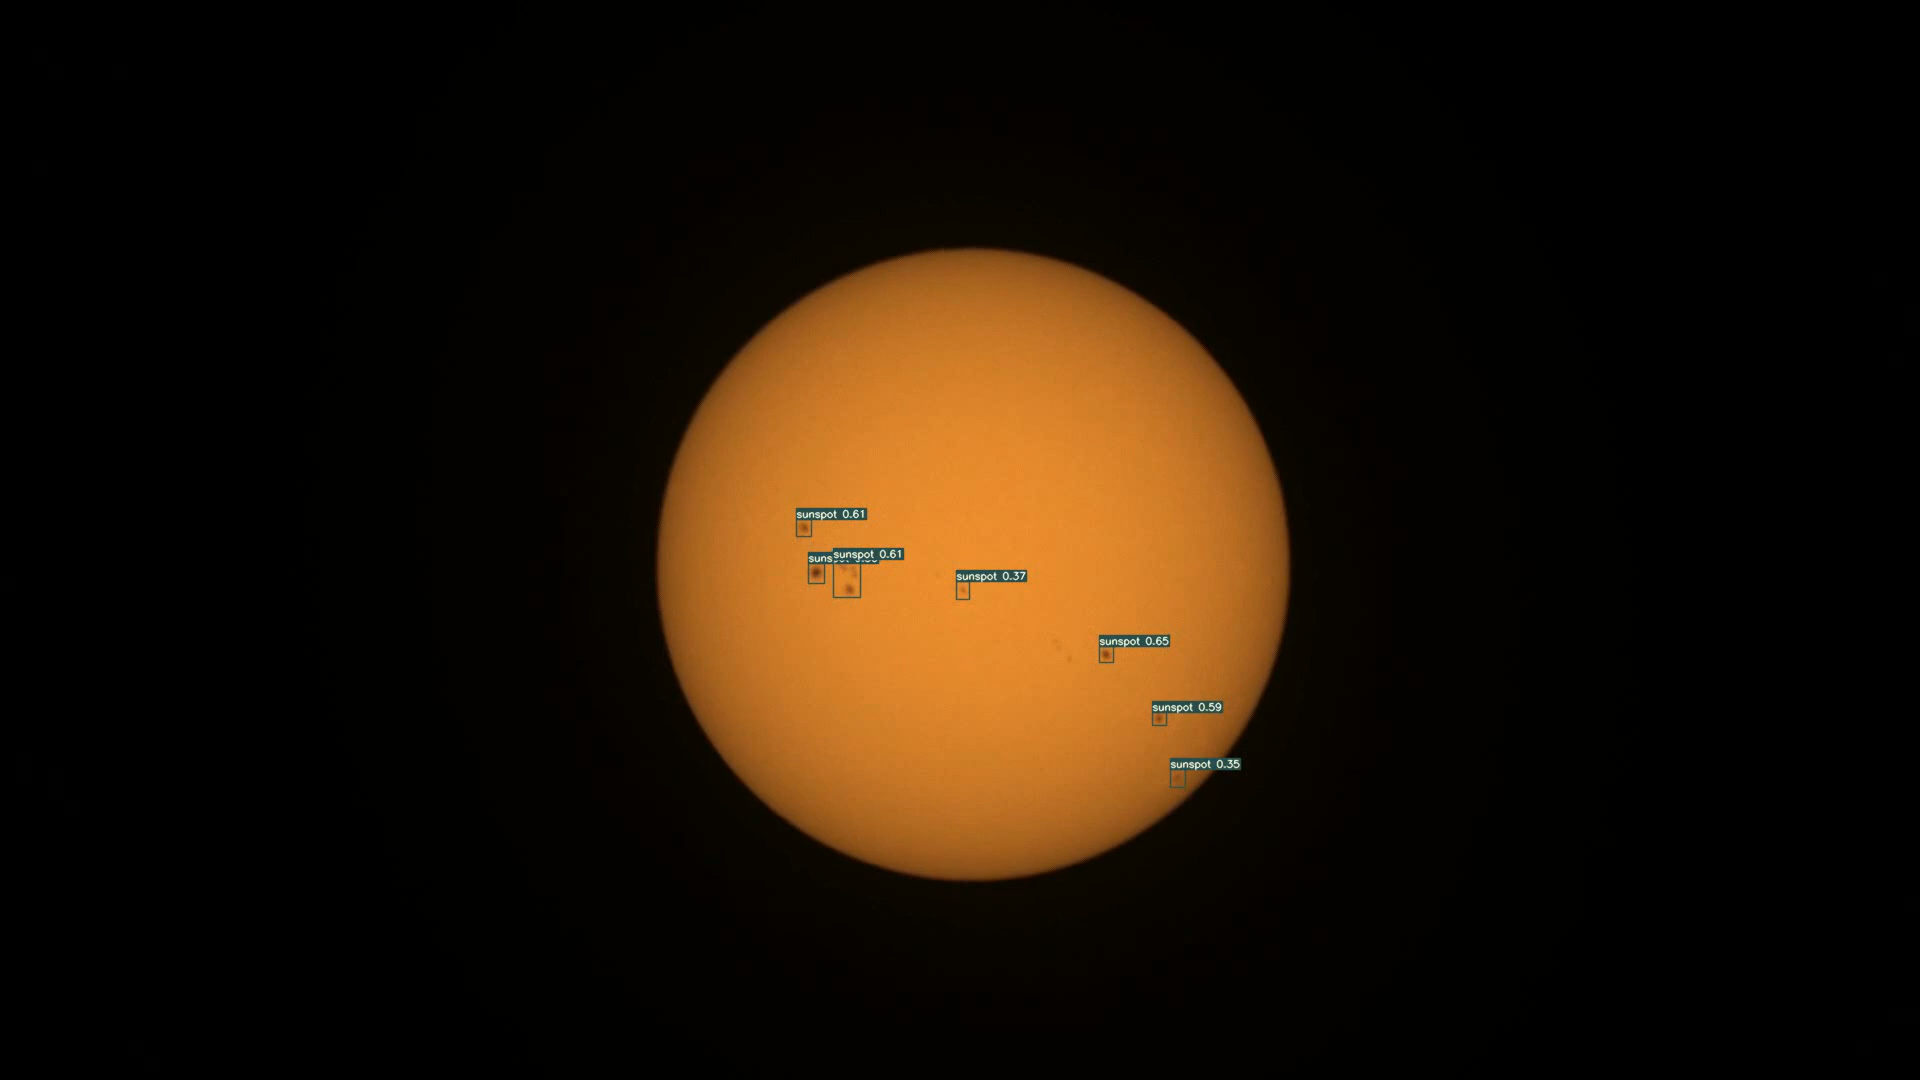 sunspot 0.61
sunspot 0.61
sunspot 0.37
sunspot 0.65
sunspot 0.59
sunspot 0.35